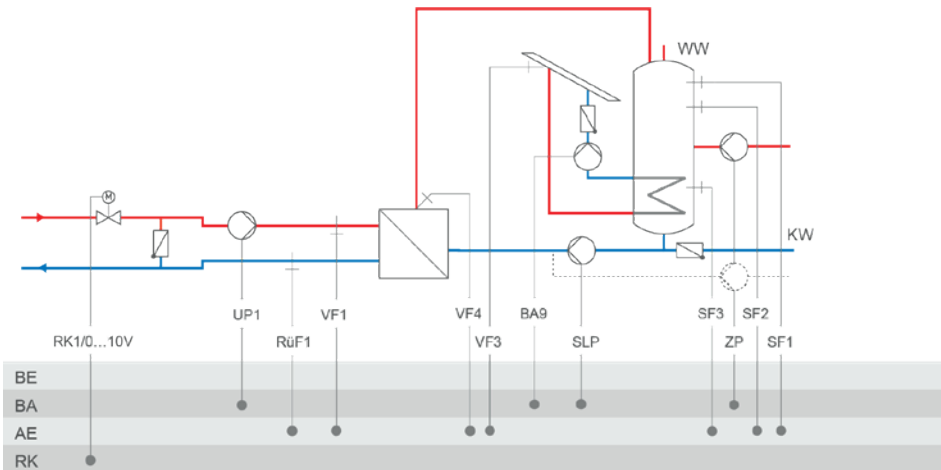 WW
M
KW
UP1 VF1 VF4 BA9 SF3 SF2
RK1/0...10V RüF1 VF3 SLP ZP SF1
BE
BA
AE
RK